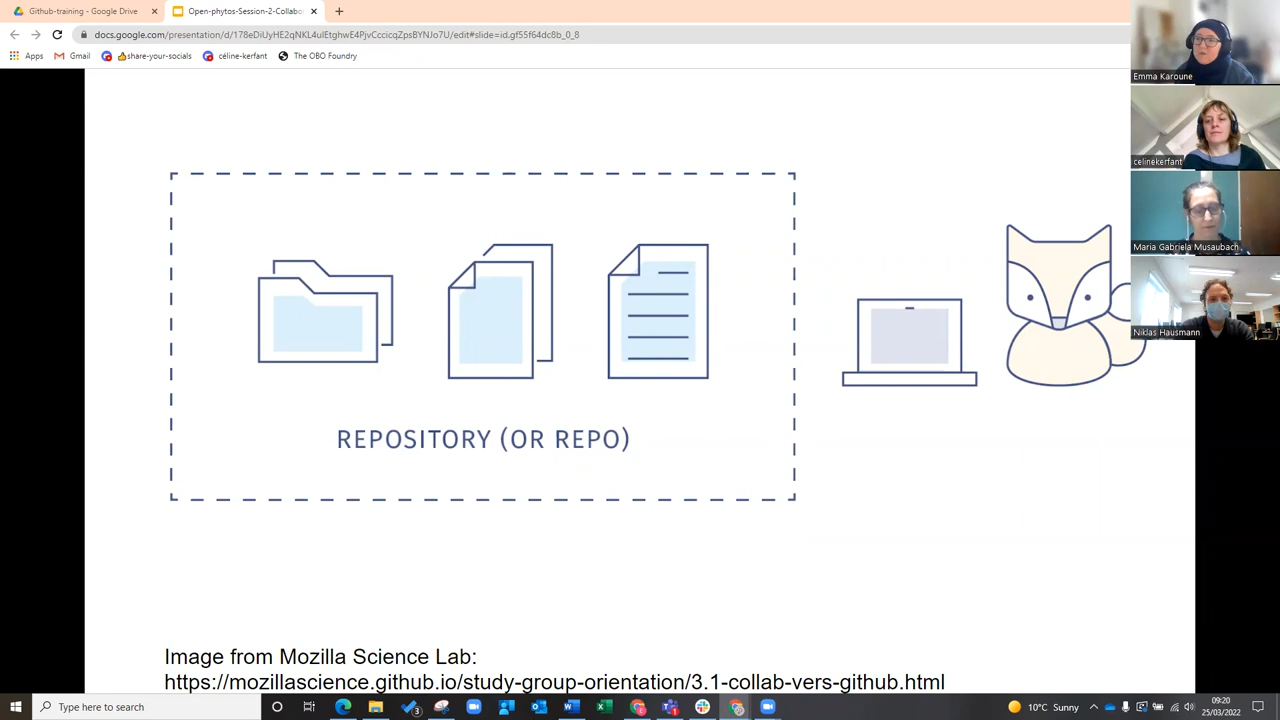 Github-training - Google Drive
Open-phytos-Session-2-Collabo
docs.google.com/presentation/d/178eDiUyHE2qNKL4uIEtghwE4PjvCccicqZpsBYNJo7U/edit#slide=id.gf55f64dc8b_0_8
Apps
Gmail
share-your-socials
céline-kerfant
The OBO Foundry
Emma Karoune
celinekerfant
Maria Gabriela Musaubach
Niklas Hausmann
REPOSITORY (OR REPO)
Image from Mozilla Science Lab:
https://mozillascience.github.io/study-group-orientation/3.1-collab-vers-github.html
Type here to search
3
10°C Sunny
09:20
25/03/2022